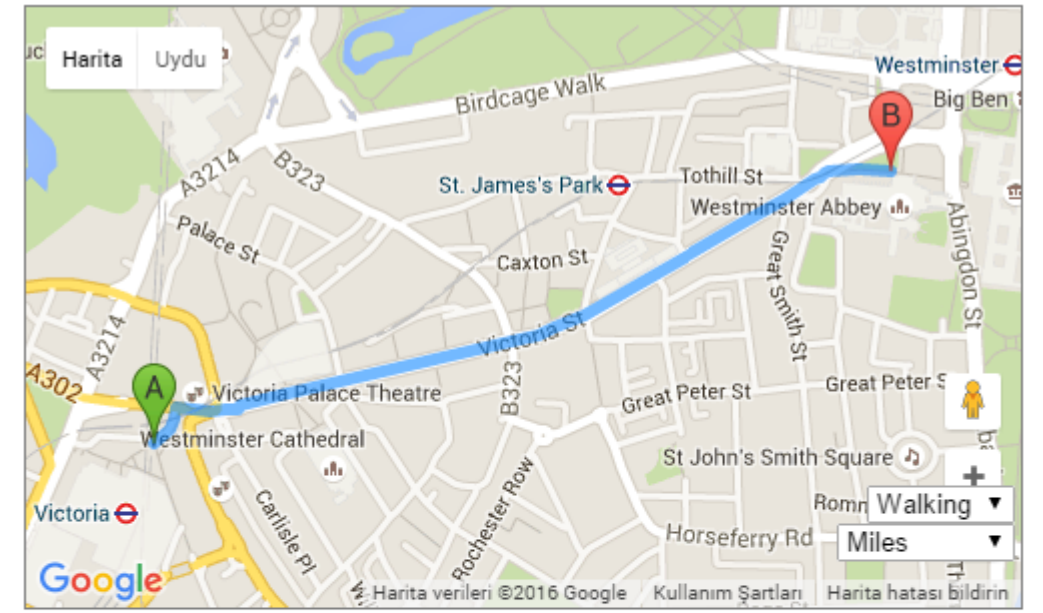 Harita
Uydu
Westminster
Big Ben
Birdcage Walk
B
A3214
B323
St. James's Park
Tothill St
Westminster Abbey
Palace St
Abingdon St
Caxton St
Great Smith St
Victoria St
A3214
A302
A
Victoria Palace Theatre
B323
Great Peter St
Great Peter S
Westminster Cathedral
St John's Smith Square
+
Victoria
Carlisle Pl
Rochester Row
Romn
Walking
Horseferry Rd
Miles
Google
Harita verileri ©2016 Google
Kullanım Şartları
Harita hatası bildirin